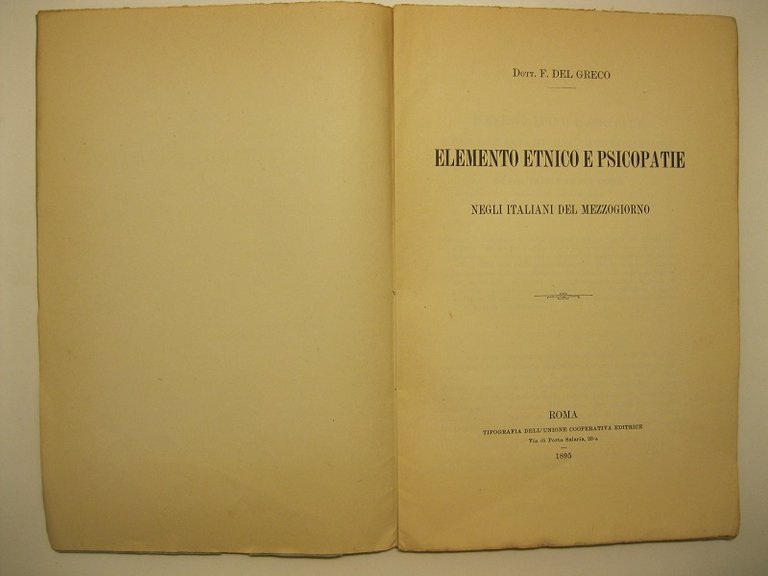 Dott. F. DEL GRECO
ELEMENTO ETNICO E PSICOPATIE
NEGLI ITALIANI DEL MEZZOGIORNO
ROMA
TIPOGRAFIA DELL'UNIONE COOPERATIVA EDITRICE
Via di Porta Salaria,
1895